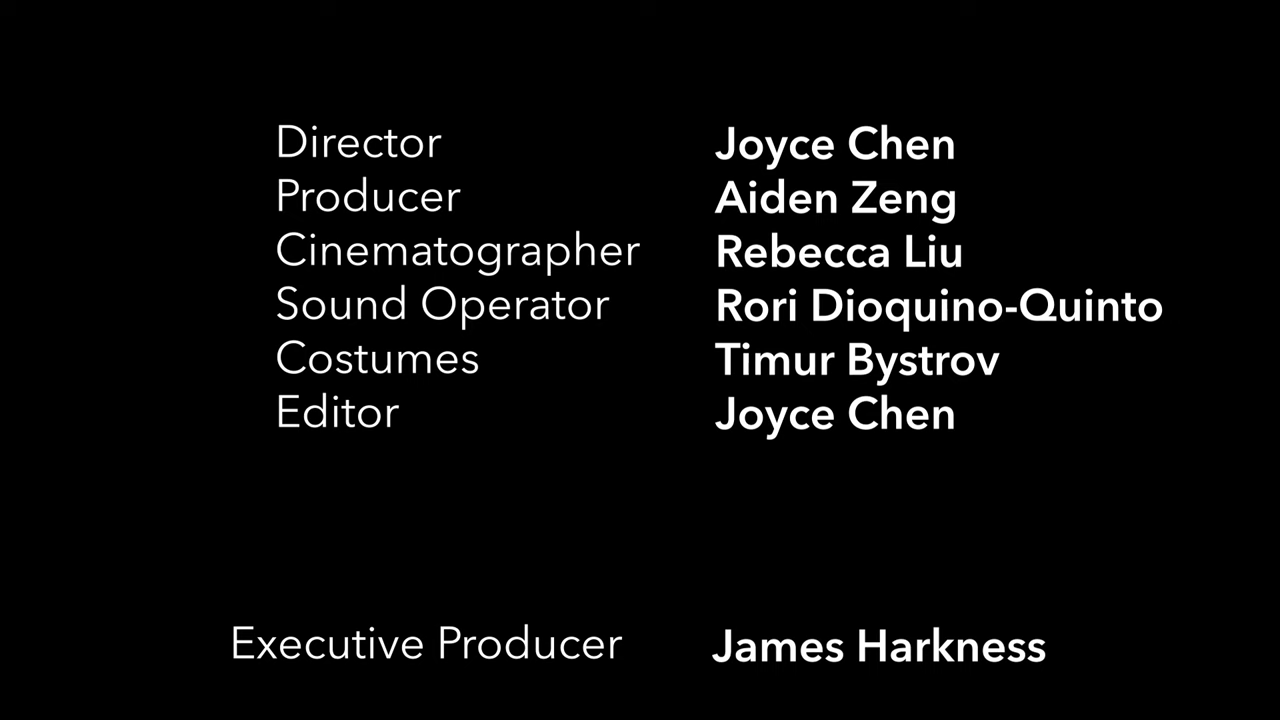 Director Joyce Chen
Producer Aiden Zeng
Cinematographer Rebecca Liu
Sound Operator Rori Dioquino-Quinto
Costumes Timur Bystrov
Editor Joyce Chen
Executive Producer James Harkness